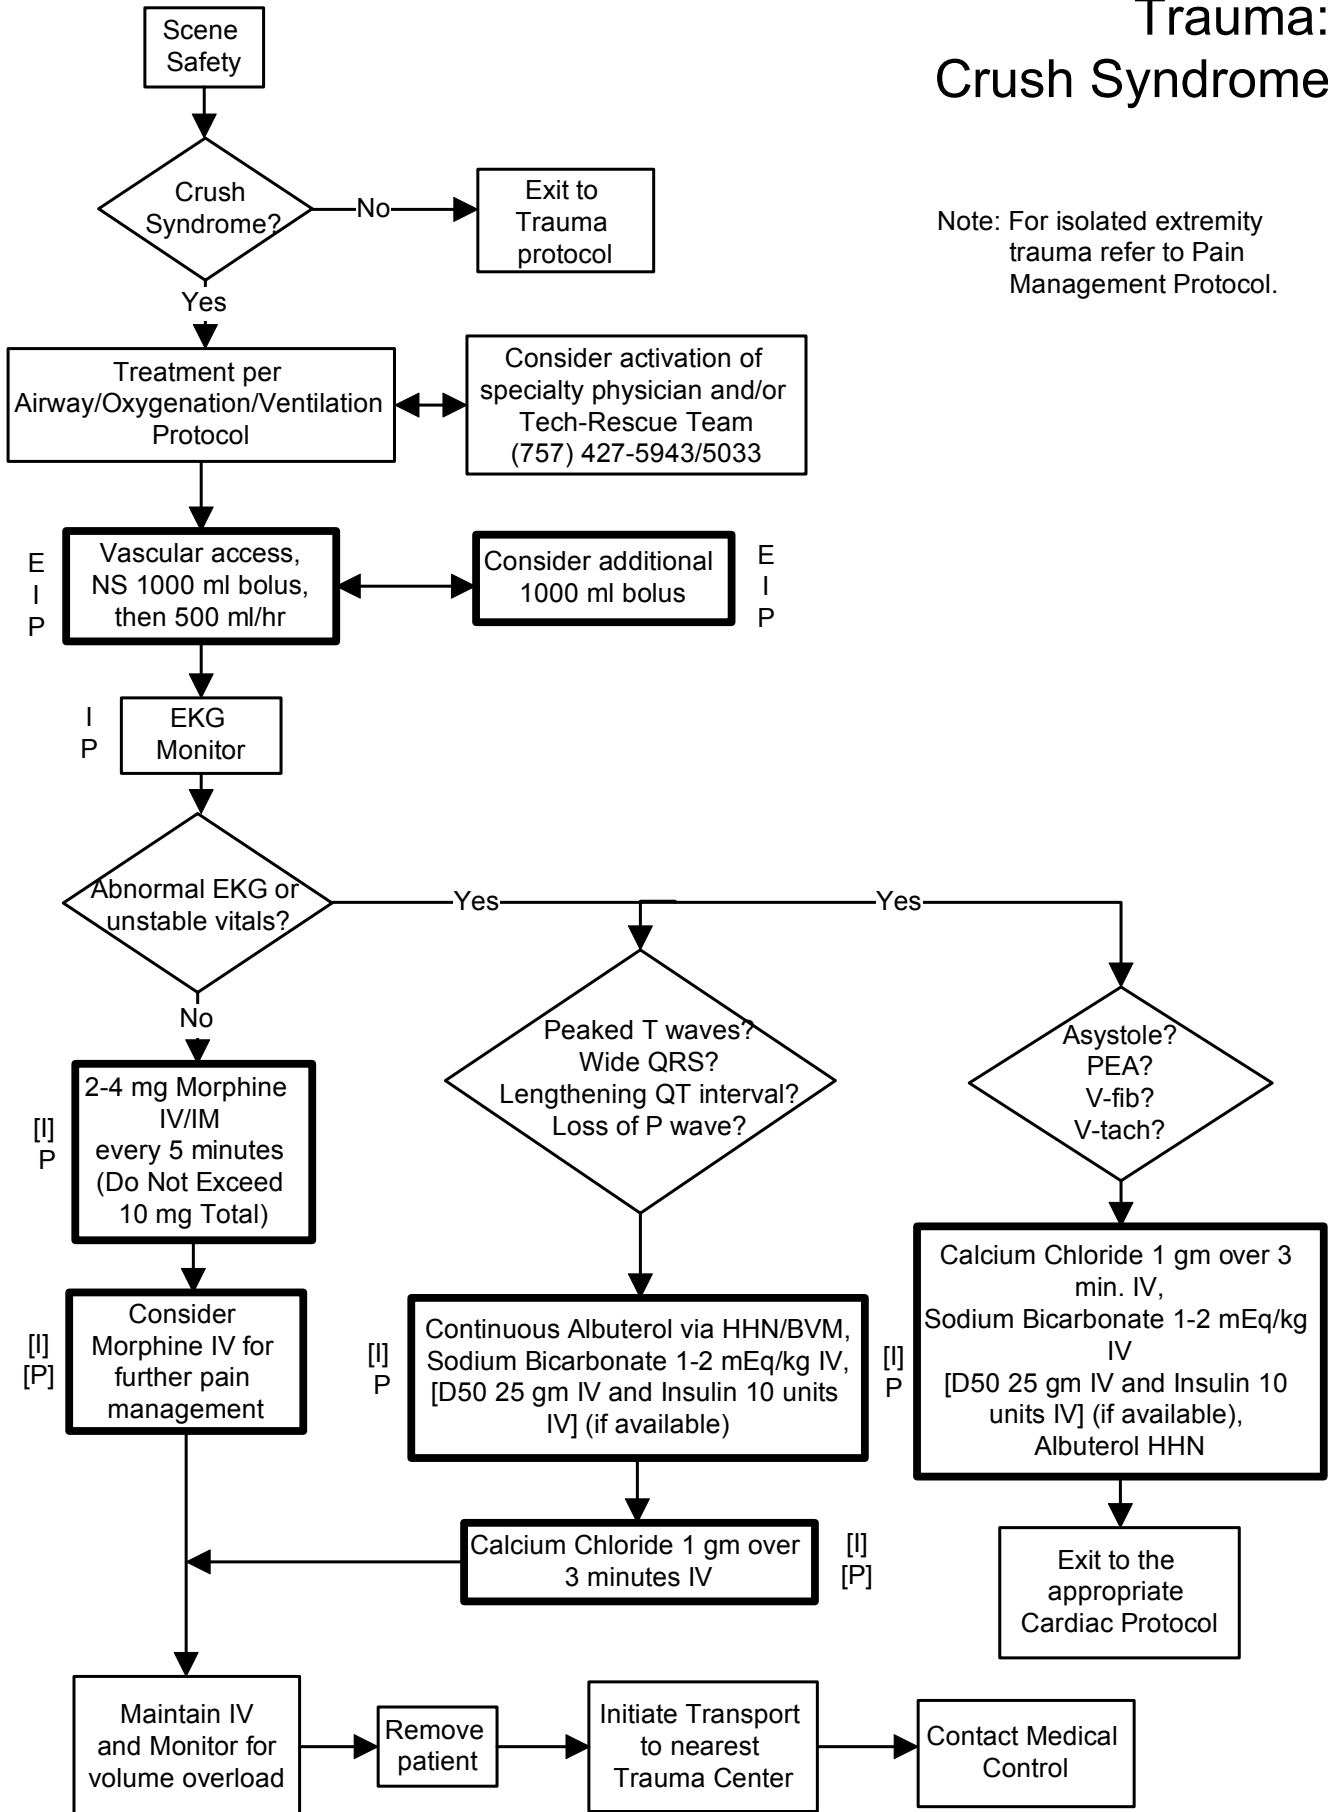 Trauma:
Crush Syndrome
Scene
Safety
Crush
Syndrome?
No
Exit to
Trauma
protocol
Note: For isolated extremity
trauma refer to Pain
Management Protocol.
Yes
Treatment per
Airway/Oxygenation/Ventilation
Protocol
Consider activation of
specialty physician and/or
Tech-Rescue Team
(757) 427-5943/5033
E
I
P
Vascular access,
NS 1000 ml bolus,
then 500 ml/hr
Consider additional
1000 ml bolus
E
I
P
I
P
EKG
Monitor
Abnormal EKG or
unstable vitals?
Yes
Yes
No
Peaked T waves?
Wide QRS?
Lengthening QT interval?
Loss of P wave?
Asystole?
PEA?
V-fib?
V-tach?
[I]
P
2-4 mg Morphine
IV/IM
every 5 minutes
(Do Not Exceed
10 mg Total)
[I]
[P]
Consider
Morphine IV for
further pain
management
[I]
P
Continuous Albuterol via HHN/BVM,
Sodium Bicarbonate 1-2 mEq/kg IV,
[D50 25 gm IV and Insulin 10 units
IV] (if available)
[I]
P
Calcium Chloride 1 gm over 3
min. IV,
Sodium Bicarbonate 1-2 mEq/kg
IV
[D50 25 gm IV and Insulin 10
units IV] (if available),
Albuterol HHN
Calcium Chloride 1 gm over
3 minutes IV
[I]
[P]
Exit to the
appropriate
Cardiac Protocol
Maintain IV
and Monitor for
volume overload
Remove
patient
Initiate Transport
to nearest
Trauma Center
Contact Medical
Control